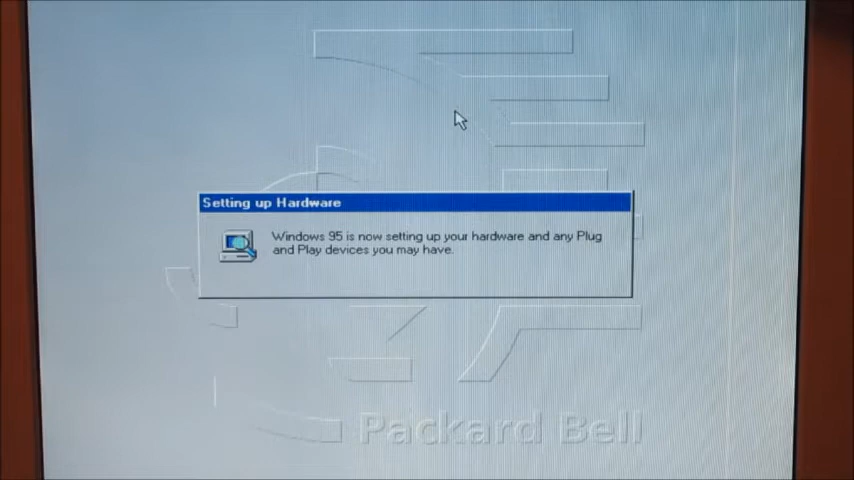 Setting up Hardware
Windows 95 is now setting up your hardware and any Plug
and Play devices you may have.
Packard Bell